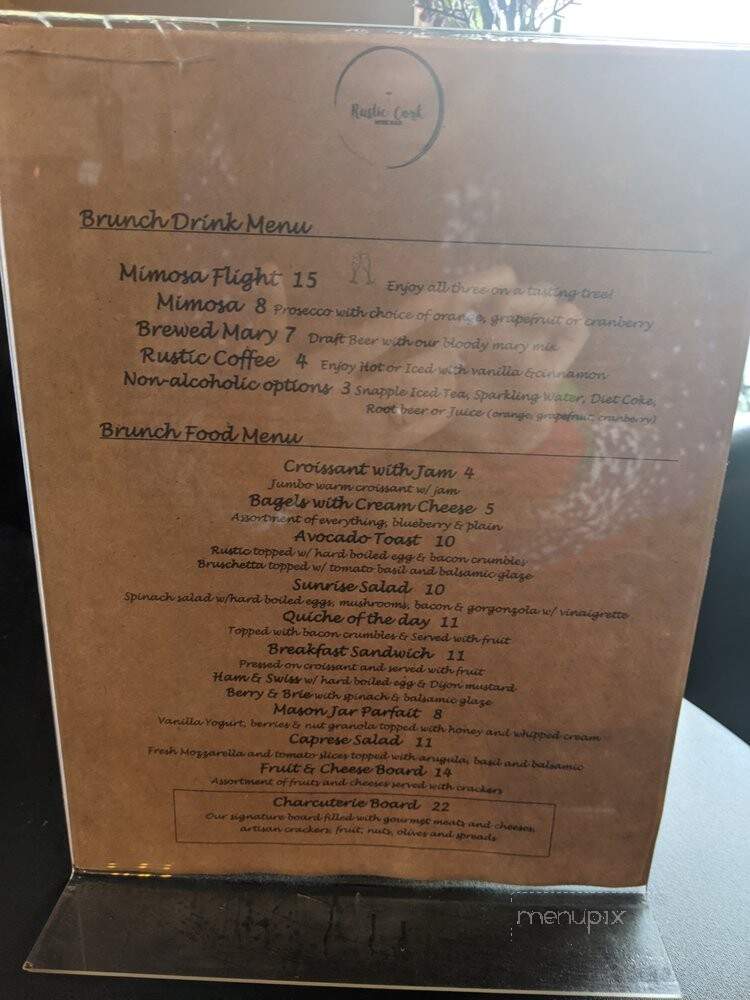 Rustic Cork
WINE BAR
Brunch Drink Menu
Mimosa Flight 15 Enjoy all three on a tasting tree!
Mimosa 8 Prosecco with choice of orange, grapefruit or cranberry
Brewed Mary 7 Draft Beer with our bloody mary mix
Rustic Coffee 4 Enjoy Hot or Iced with vanilla & cinnamon
Non-alcoholic options 3 Snapple Iced Tea, Sparkling Water, Diet Coke,
Root beer or Juice (orange, grapefruit, cranberry)
Brunch Food Menu
Croissant with Jam 4
Jumbo warm croissant w/ jam
Bagels with Cream Cheese 5
Assortment of everything, blueberry & plain
Avocado Toast 10
Rustic topped w/ hard boiled egg & bacon crumbles
Bruschetta topped w/ tomato basil and balsamic glaze
Sunrise Salad 10
Spinach salad w/hard boiled eggs, mushrooms, bacon & gorgonzola w/ vinaigrette
Quiche of the day 11
Topped with bacon crumbles & Served with fruit
Breakfast Sandwich 11
Pressed on croissant and served with fruit
Ham & Swiss w/ hard boiled egg & Dijon mustard
Berry & Brie with spinach & balsamic glaze
Mason Jar Parfait 8
Vanilla Yogurt, berries & nut granola topped with honey and whipped cream
Caprese Salad 11
Fresh Mozzarella and tomato slices topped with arugula, basil and balsamic
Fruit & Cheese Board 14
Assortment of fruits and cheeses served with crackers
Charcuterie Board 22
Our signature board filled with gourmet meats and cheeses,
artisan crackers, fruit, nuts, olives and spreads
menupix